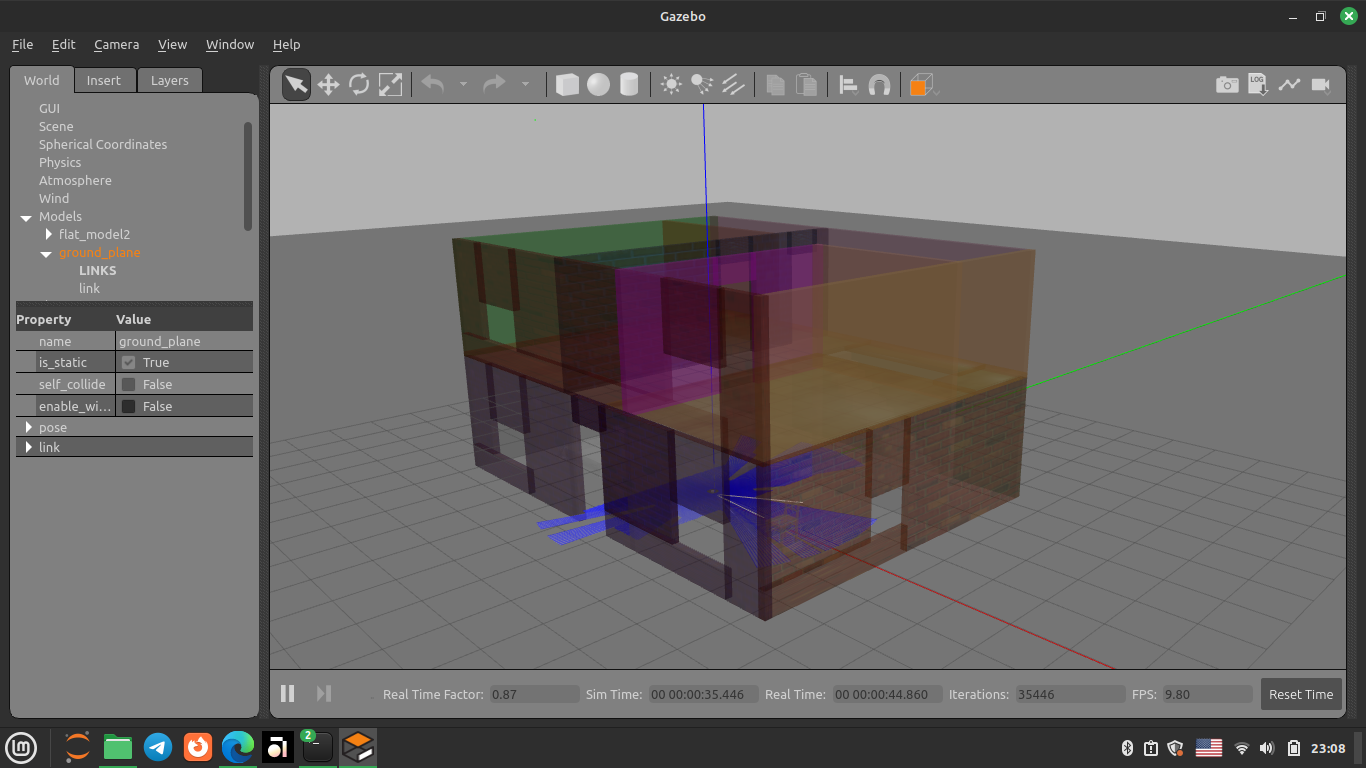 Gazebo
File Edit Camera View Window Help
World Insert Layers
GUI
Scene
Spherical Coordinates
Physics
Atmosphere
Wind
Models
flat_model2
ground_plane
LINKS
link
Property Value
name ground_plane
is_static True
self_collide False
enable_wi... False
pose
link
LOG
Real Time Factor: 0.87 Sim Time: 00 00:00:35.446 Real Time: 00 00:00:44.860 Iterations: 35446 FPS: 9.80 Reset Time
2
23:08